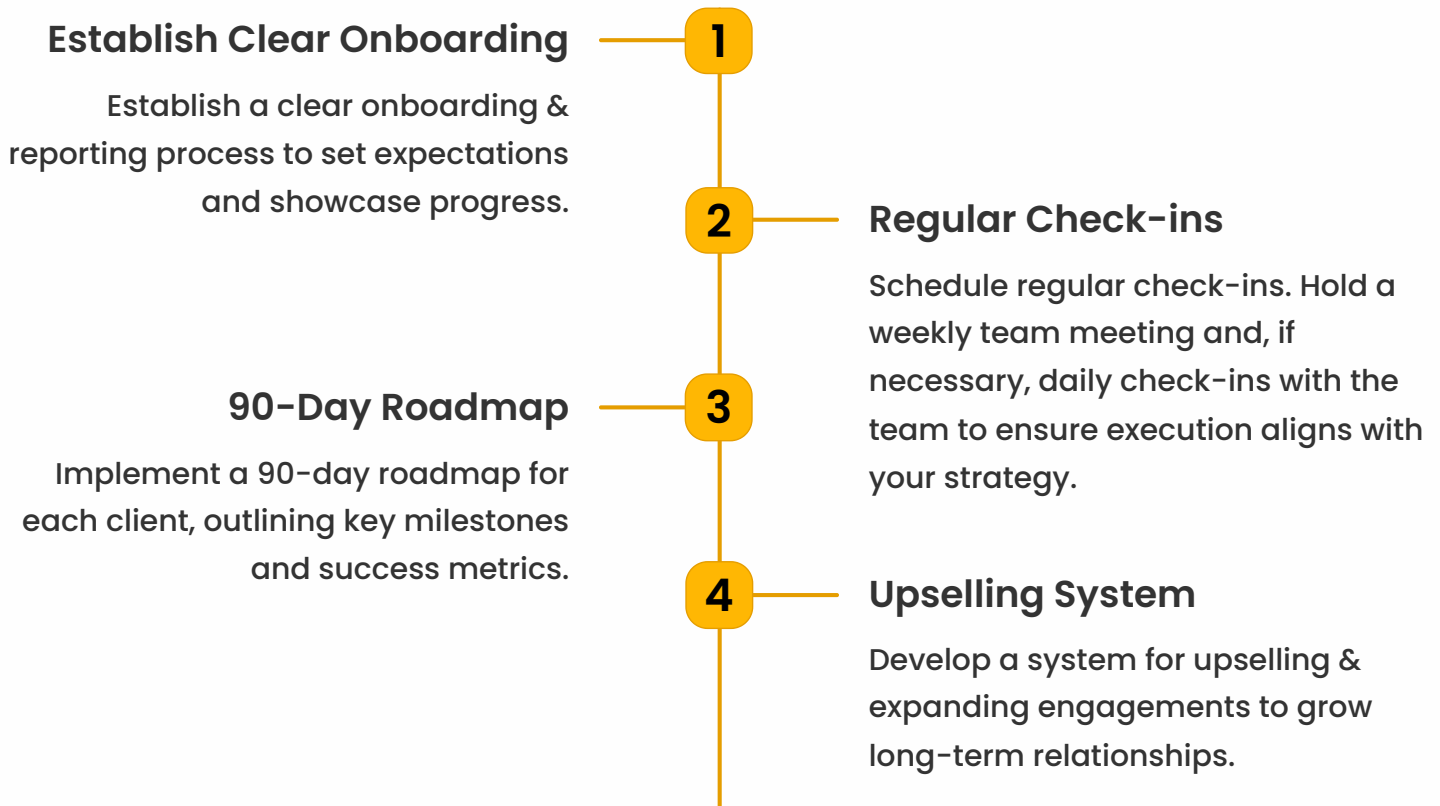 1
Establish Clear Onboarding
Establish a clear onboarding &
reporting process to set expectations
and showcase progress.
2
Regular Check-ins
Schedule regular check-ins. Hold a
weekly team meeting and, if
necessary, daily check-ins with the
team to ensure execution aligns with
your strategy.
3
90-Day Roadmap
Implement a 90-day roadmap for
each client, outlining key milestones
and success metrics.
4
Upselling System
Develop a system for upselling &
expanding engagements to grow
long-term relationships.